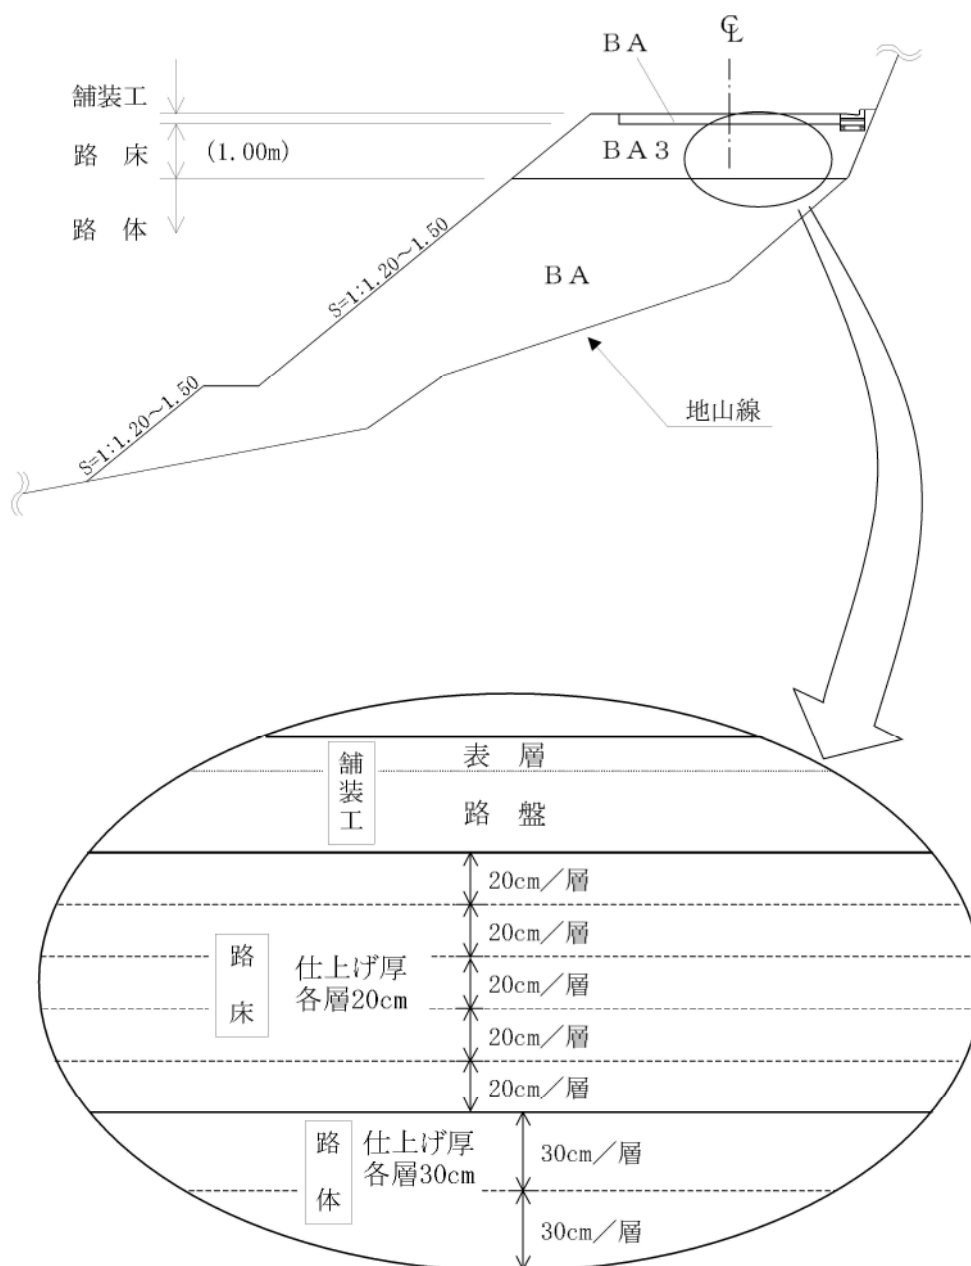 ℄
BA
舗装工
路 床
(1.00m)
BA3
路 体
S=1:1.20～1.50
BA
S=1:1.20～1.50
地山線
舗装工
表 層
路 盤
20cm／層
20cm／層
路床
仕上げ厚
各層20cm
20cm／層
20cm／層
20cm／層
路体
仕上げ厚
各層30cm
30cm／層
30cm／層